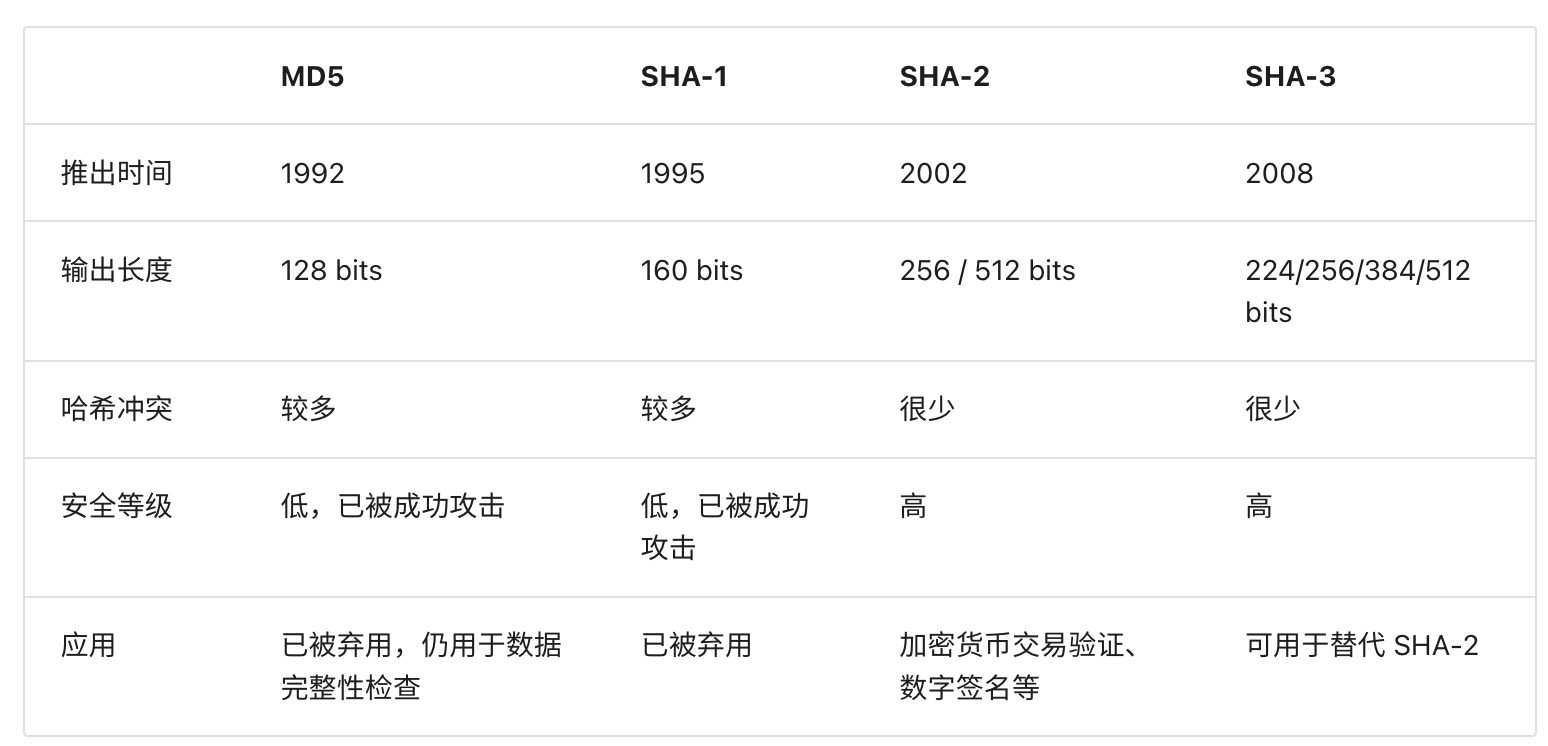 MD5 SHA-1 SHA-2 SHA-3
推出时间 1992 1995 2002 2008
输出长度 128 bits 160 bits 256 / 512 bits 224/256/384/512
bits
哈希冲突 较多 较多 很少 很少
安全等级 低，已被成功攻击 低，已被成功 高 高
攻击
应用 已被弃用，仍用于数据 已被弃用 加密货币交易验证、 可用于替代 SHA-2
完整性检查 数字签名等